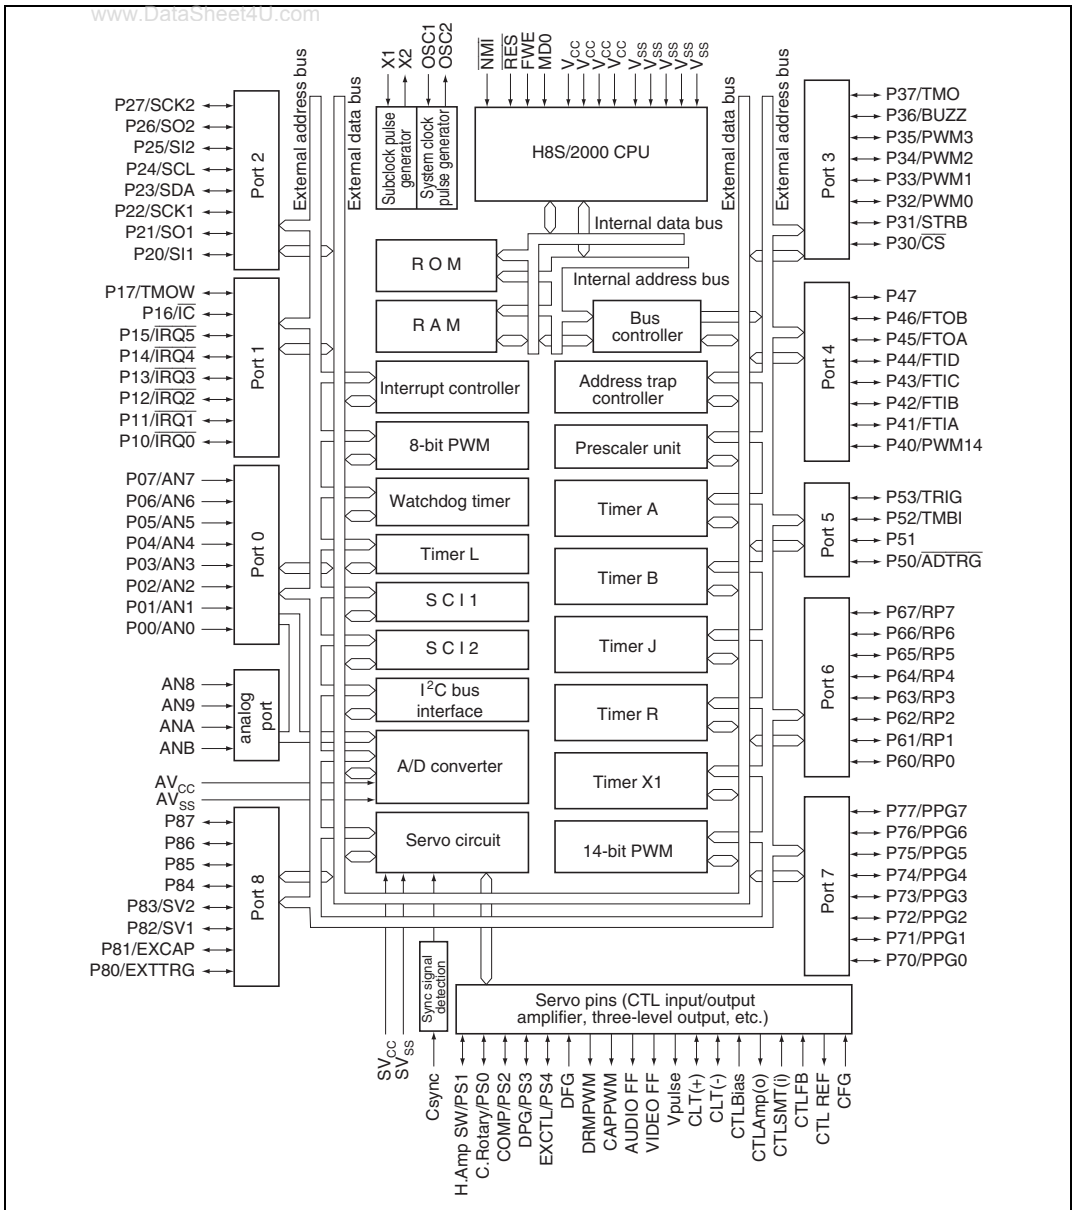 www.DataSheet4U.com
X1
X2
OSC1
OSC2
NMI
RES
FWE
MD0
VCC
VCC
VCC
VCC
VSS
VSS
VSS
VSS
VSS
External address bus
External data bus
Subclock pulse generator
System clock pulse generator
H8S/2000 CPU
External data bus
External address bus
P27/SCK2
P26/SO2
P25/SI2
P24/SCL
P23/SDA
P22/SCK1
P21/SO1
P20/SI1
Port 2
P17/TMOW
P16/IC
P15/IRQ5
P14/IRQ4
P13/IRQ3
P12/IRQ2
P11/IRQ1
P10/IRQ0
Port 1
P07/AN7
P06/AN6
P05/AN5
P04/AN4
P03/AN3
P02/AN2
P01/AN1
P00/AN0
Port 0
AN8
AN9
ANA
ANB
analog port
AVCC
AVSS
P87
P86
P85
P84
P83/SV2
P82/SV1
P81/EXCAP
P80/EXTTRG
Port 8
Internal data bus
Internal address bus
R O M
R A M
Bus controller
Interrupt controller
8-bit PWM
Watchdog timer
Timer L
S C I 1
S C I 2
I2C bus interface
A/D converter
Servo circuit
Address trap controller
Prescaler unit
Timer A
Timer B
Timer J
Timer R
Timer X1
14-bit PWM
Port 3
P37/TMO
P36/BUZZ
P35/PWM3
P34/PWM2
P33/PWM1
P32/PWM0
P31/STRB
P30/CS
Port 4
P47
P46/FTOB
P45/FTOA
P44/FTID
P43/FTIC
P42/FTIB
P41/FTIA
P40/PWM14
Port 5
P53/TRIG
P52/TMBI
P51
P50/ADTRG
Port 6
P67/RP7
P66/RP6
P65/RP5
P64/RP4
P63/RP3
P62/RP2
P61/RP1
P60/RP0
Port 7
P77/PPG7
P76/PPG6
P75/PPG5
P74/PPG4
P73/PPG3
P72/PPG2
P71/PPG1
P70/PPG0
Sync signal detection
Servo pins (CTL input/output
amplifier, three-level output, etc.)
SVCC
SVSS
Csync
H.Amp SW/PS1
C.Rotary/PS0
COMP/PS2
DPG/PS3
EXCTL/PS4
DFG
DRMPWM
CAPPWM
AUDIO FF
VIDEO FF
Vpulse
CLT(+)
CLT(-)
CTLBias
CTLAmp(o)
CTLSMT(i)
CTLFB
CTL REF
CFG